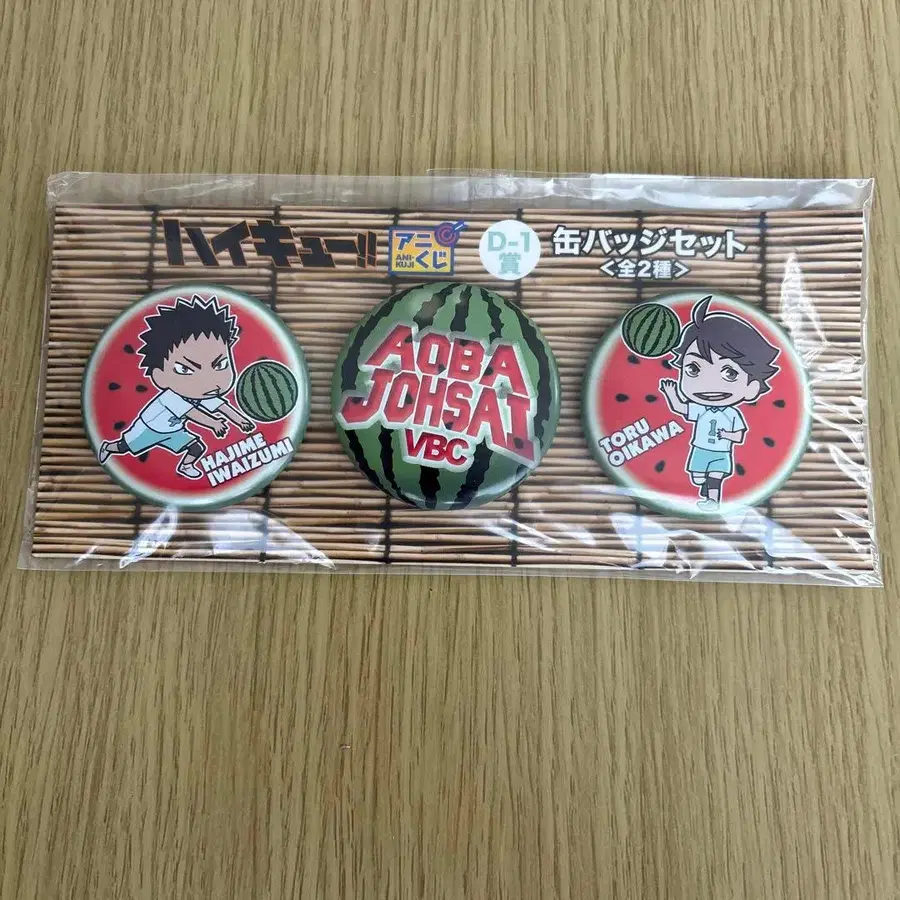 ハイキュー!!
アニ
ANI-KUJI くじ
D-1
賞
缶バッジセット
<全2種>
HAJIME
IWAIZUMI
AOBA
JOHSAI
VBC
TORU
OIKAWA
1